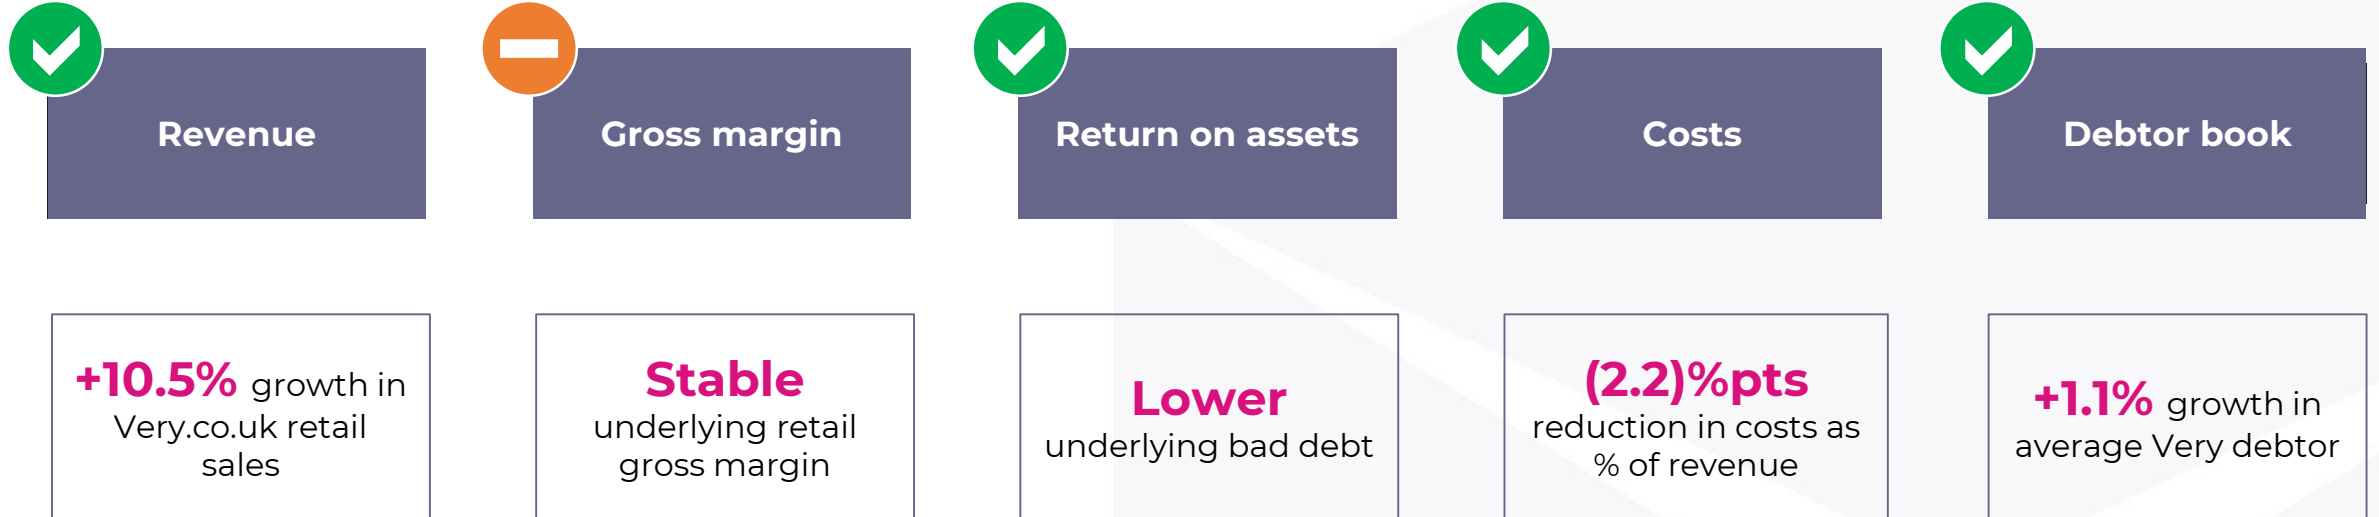 Revenue
Gross margin
Return on assets
Costs
Debtor book
+10.5% growth in
Very.co.uk retail
sales
Stable
underlying retail
gross margin
Lower
underlying bad debt
(2.2)%pts
reduction in costs as
% of revenue
+1.1% growth in
average Very debtor